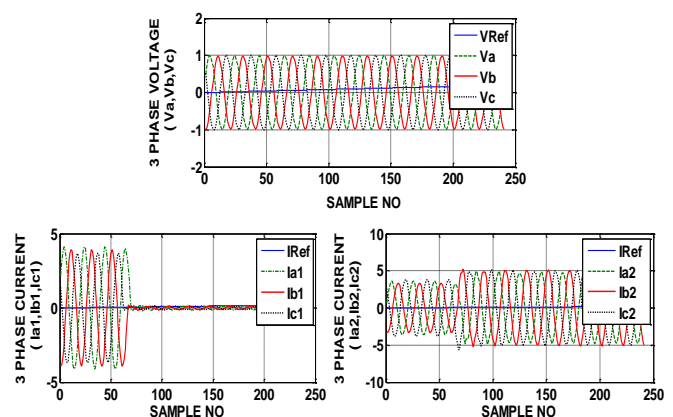 3 PHASE VOLTAGE
( Va,Vb,Vc)
2
1
0
-1
-2
0
50
100
150
200
250
SAMPLE NO
VRef
Va
Vb
Vc
3 PHASE CURRENT
( Ia1,Ib1,Ic1)
5
0
-5
0
50
100
150
200
250
SAMPLE NO
IRef
Ia1
Ib1
Ic1
3 PHASE CURRENT
( Ia2,Ib2,Ic2)
10
5
0
-5
-10
0
50
100
150
200
250
SAMPLE NO
IRef
Ia2
Ib2
Ic2